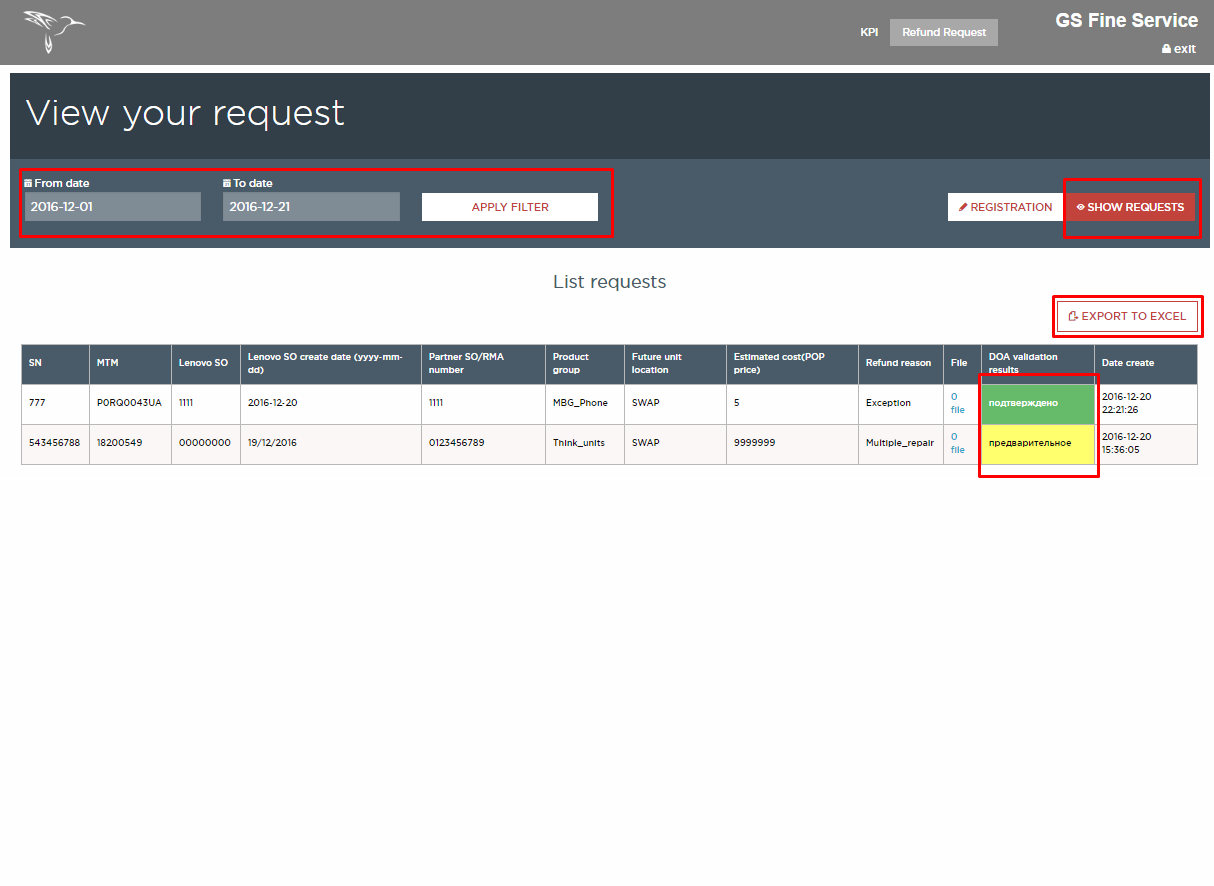 KPI
Refund Request
GS Fine Service
exit
View your request
From date
To date
2016-12-01
2016-12-21
APPLY FILTER
REGISTRATION
SHOW REQUESTS
List requests
EXPORT TO EXCEL
SN
MTM
Lenovo SO
Lenovo SO create date (yyyy-mm-
dd)
Partner SO/RMA
number
Product
group
Future unit
location
Estimated cost(POP
price)
Refund reason
File
DOA validation
results
Date create
777
P0RQ0043UA
1111
2016-12-20
1111
MBG_Phone
SWAP
5
Exception
0
file
подтверждено
2016-12-20
22:21:26
543456788
18200549
00000000
19/12/2016
0123456789
Think_units
SWAP
9999999
Multiple_repair
0
file
предварительное
2016-12-20
15:36:05